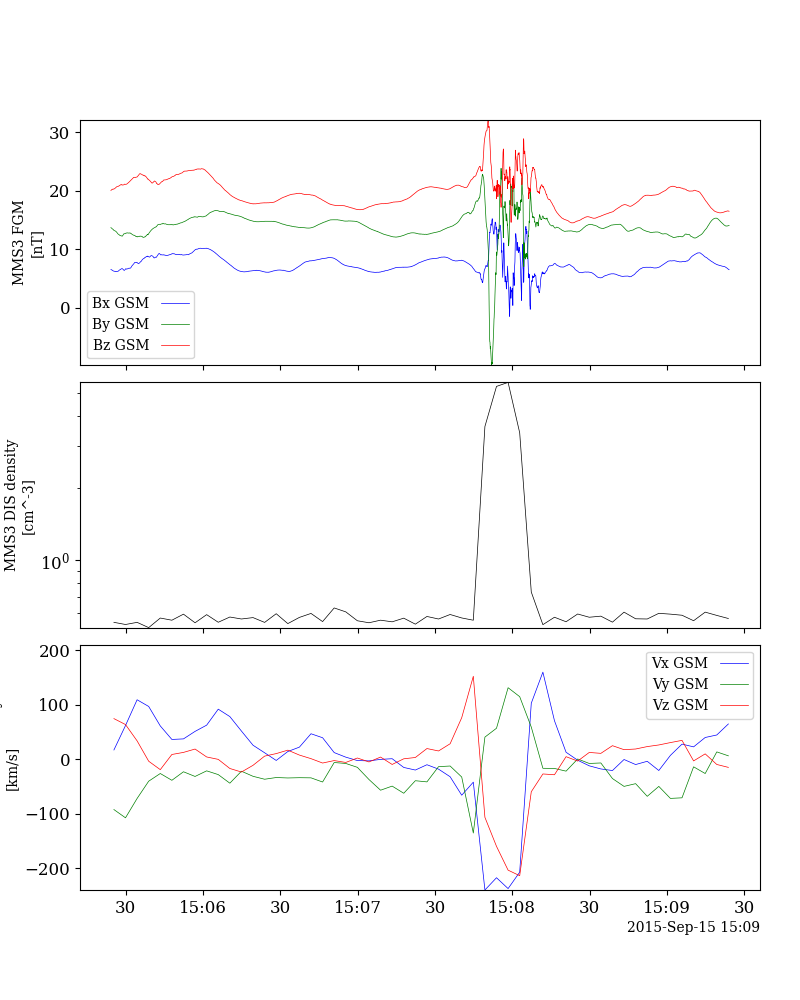 30
20
10
0
MMS3 FGM
[nT]
Bx GSM
By GSM
Bz GSM
MMS3 DIS density
[cm^-3]
10^0
200
100
0
−100
−200
[km/s]
Vx GSM
Vy GSM
Vz GSM
30 15:06 30 15:07 30 15:08 30 15:09 30
2015-Sep-15 15:09